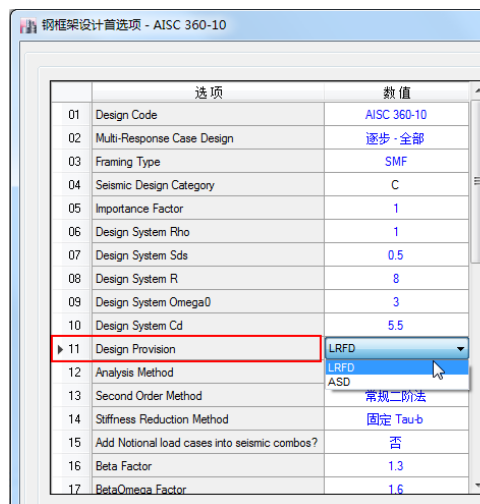 钢框架设计首选项 - AISC 360-10
选项 数值
01 Design Code AISC 360-10
02 Multi-Response Case Design 逐步 - 全部
03 Framing Type SMF
04 Seismic Design Category C
05 Importance Factor 1
06 Design System Rho 1
07 Design System Sds 0.5
08 Design System R 8
09 Design System Omega0 3
10 Design System Cd 5.5
11 Design Provision LRFD
12 Analysis Method LRFD
ASD
13 Second Order Method 常规二阶法
14 Stiffness Reduction Method 固定 Tau-b
15 Add Notional load cases into seismic combos? 否
16 Beta Factor 1.3
17 BetaOmega Factor 1.6